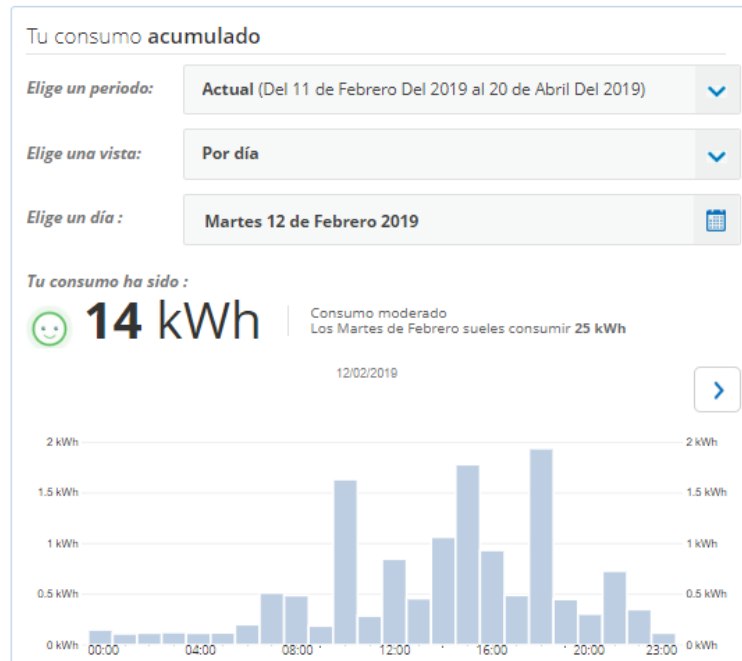 Tu consumo acumulado
Elige un periodo: Actual (Del 11 de Febrero Del 2019 al 20 de Abril Del 2019)
Elige una vista: Por día
Elige un día : Martes 12 de Febrero 2019
Tu consumo ha sido :
14 kWh
Consumo moderado
Los Martes de Febrero sueles consumir 25 kWh
12/02/2019
2 kWh 2 kWh
1.5 kWh 1.5 kWh
1 kWh 1 kWh
0.5 kWh 0.5 kWh
0 kWh 00:00 04:00 08:00 12:00 16:00 20:00 23:00 0 kWh